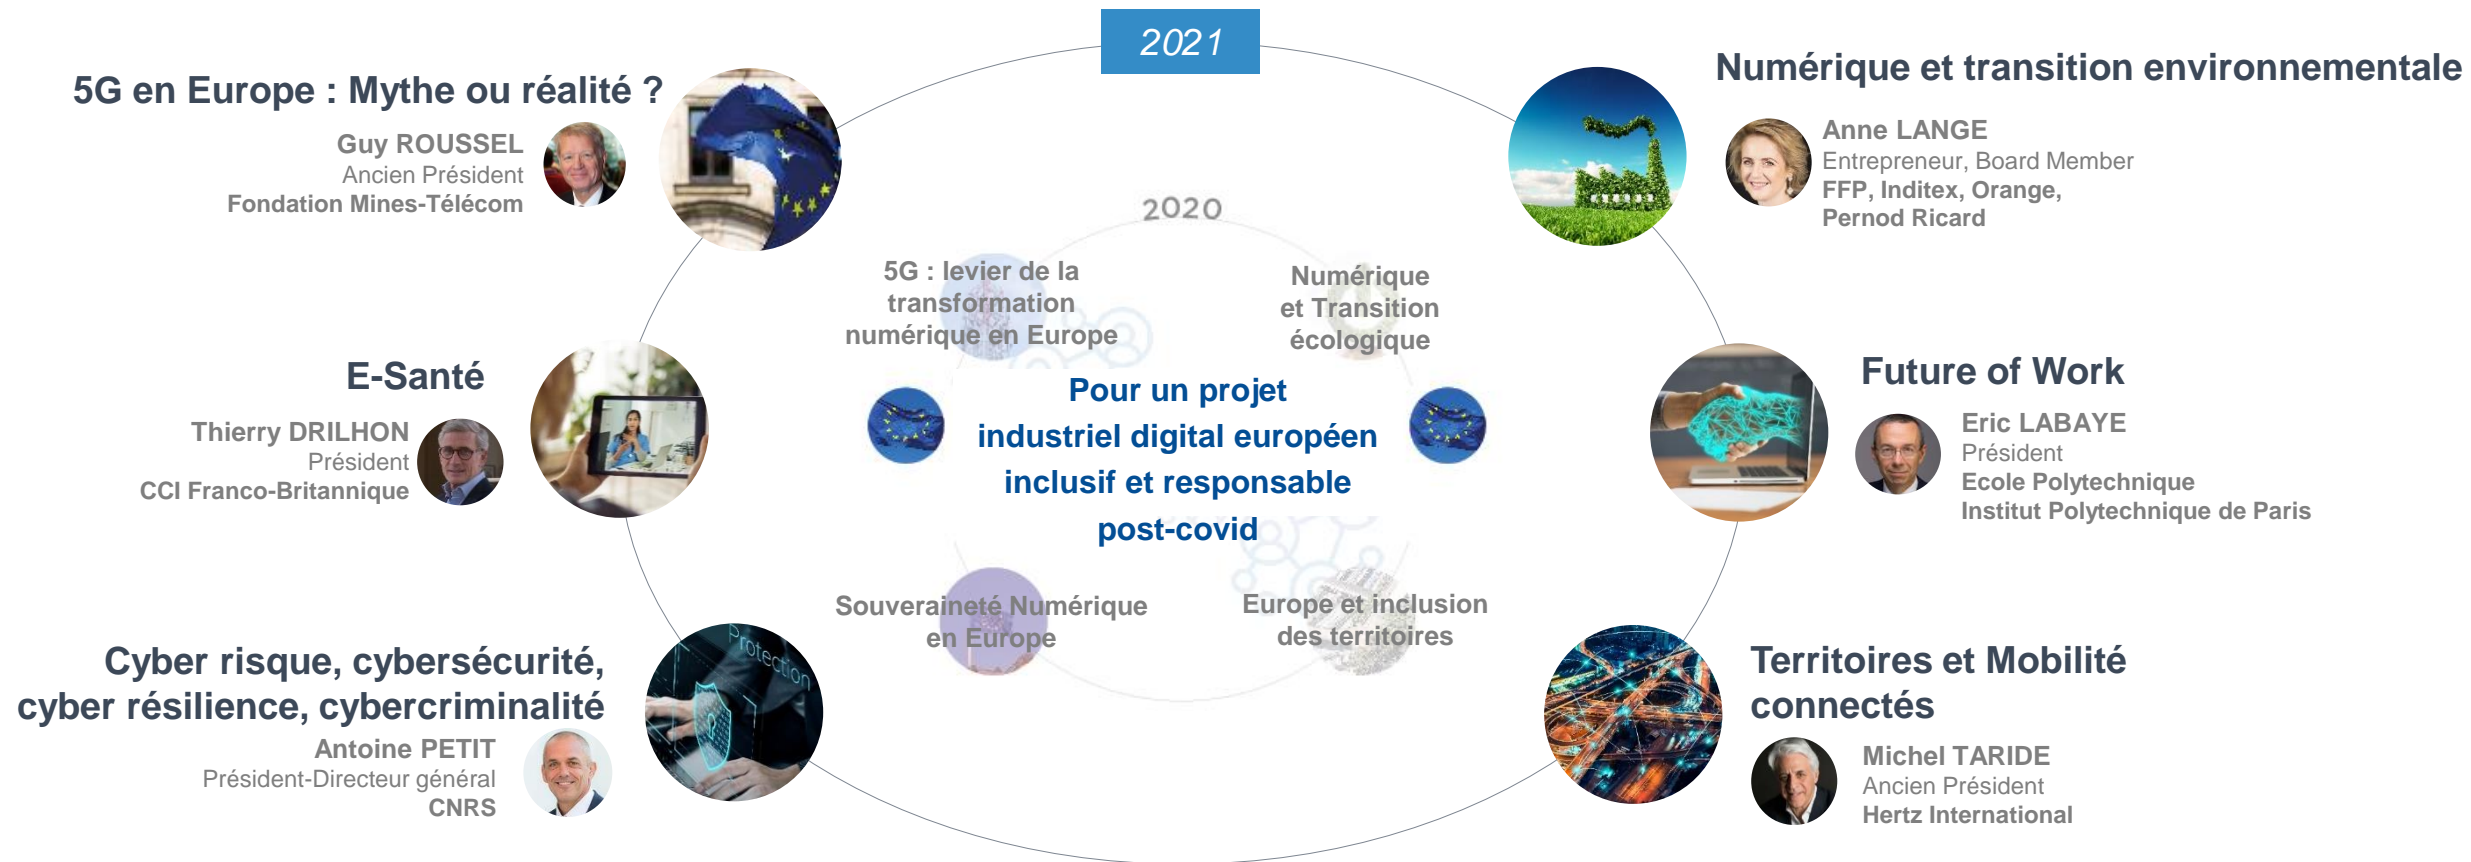 2021
5G en Europe : Mythe ou réalité ?
Guy ROUSSEL
Ancien Président
Fondation Mines-Télécom
Numérique et transition environnementale
Anne LANGE
Entrepreneur, Board Member
FFP, Inditex, Orange,
Pernod Ricard
2020
5G : levier de la
transformation
numérique en Europe
Numérique
et Transition
écologique
E-Santé
Thierry DRILHON
Président
CCI Franco-Britannique
Pour un projet
industriel digital européen
inclusif et responsable
post-covid
Future of Work
Eric LABAYE
Président
Ecole Polytechnique
Institut Polytechnique de Paris
Souveraineté Numérique
en Europe
Europe et inclusion
des territoires
Cyber risque, cybersécurité,
cyber résilience, cybercriminalité
Antoine PETIT
Président-Directeur général
CNRS
Protection
Territoires et Mobilité
connectés
Michel TARIDE
Ancien Président
Hertz International